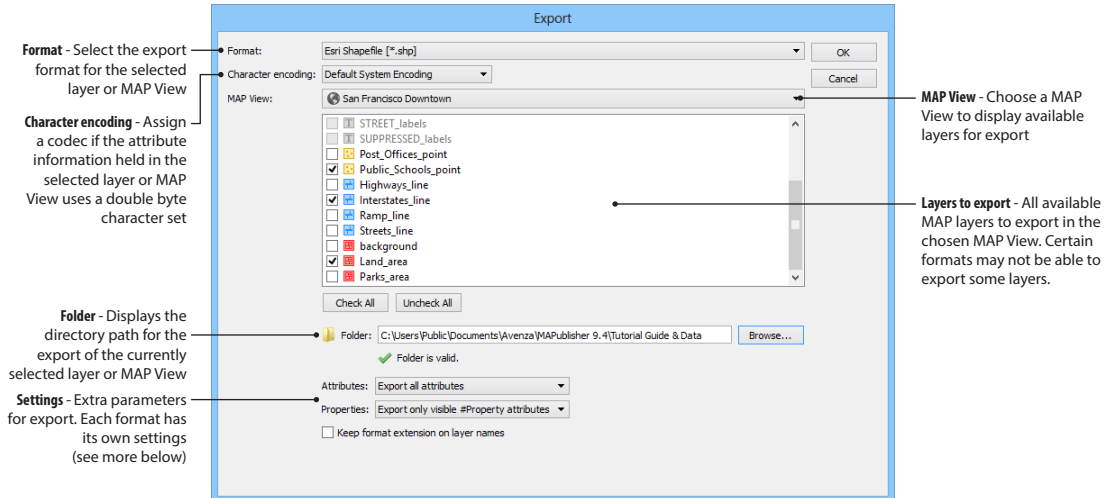 Export
Format - Select the export
format for the selected
layer or MAP View
Character encoding - Assign
a codec if the attribute
information held in the
selected layer or MAP
View uses a double byte
character set
Folder - Displays the
directory path for the
export of the currently
selected layer or MAP View
Settings - Extra parameters
for export. Each format has
its own settings
(see more below)
Format: Esri Shapefile [*.shp] OK
Character encoding: Default System Encoding Cancel
MAP View: San Francisco Downtown
T STREET_labels
T SUPPRESSED_labels
Post_Offices_point
Public_Schools_point
Highways_line
Interstates_line
Ramp_line
Streets_line
background
Land_area
Parks_area
Check All Uncheck All
Folder: C:\Users\Public\Documents\Avenza\MAPublisher 9.4\Tutorial Guide & Data Browse...
Folder is valid.
Attributes: Export all attributes
Properties: Export only visible #Property attributes
Keep format extension on layer names
MAP View - Choose a MAP
View to display available
layers for export
Layers to export - All available
MAP layers to export in the
chosen MAP View. Certain
formats may not be able to
export some layers.